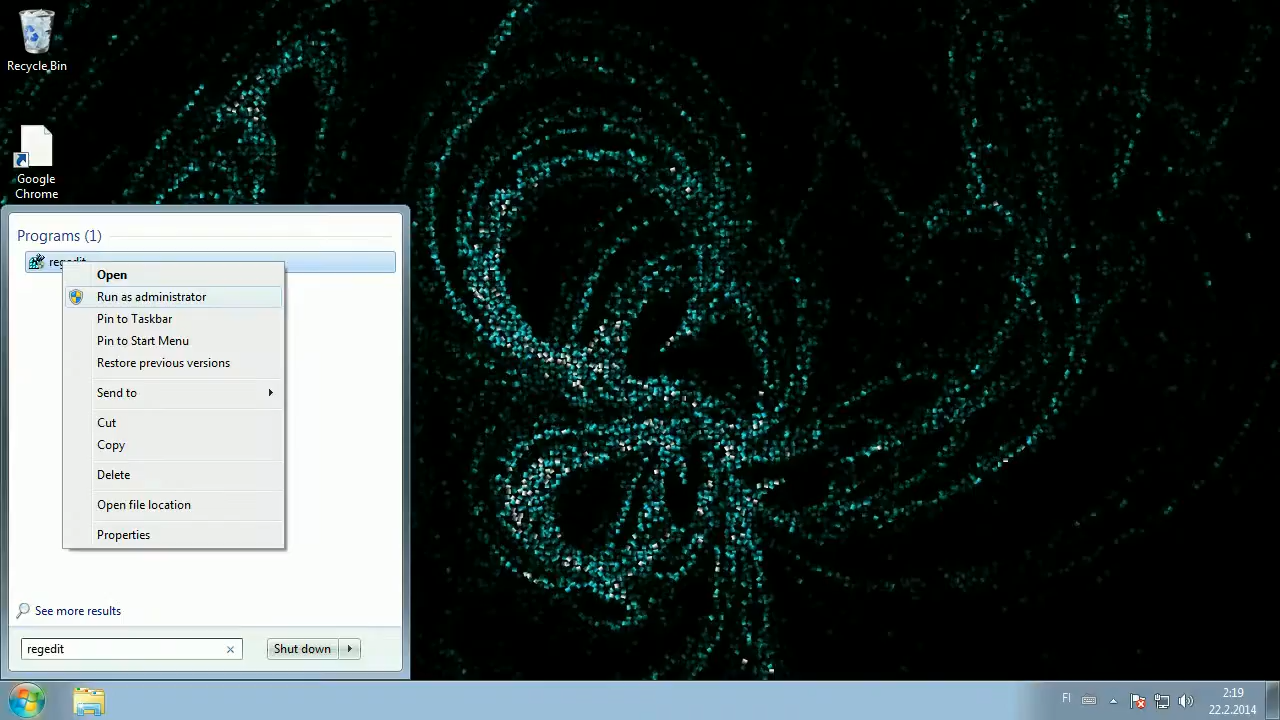 Recycle Bin
Google
Chrome
Programs (1)
regedit
Open
Run as administrator
Pin to Taskbar
Pin to Start Menu
Restore previous versions
Send to
Cut
Copy
Delete
Open file location
Properties
See more results
regedit
Shut down
FI
2:19
22.2.2014